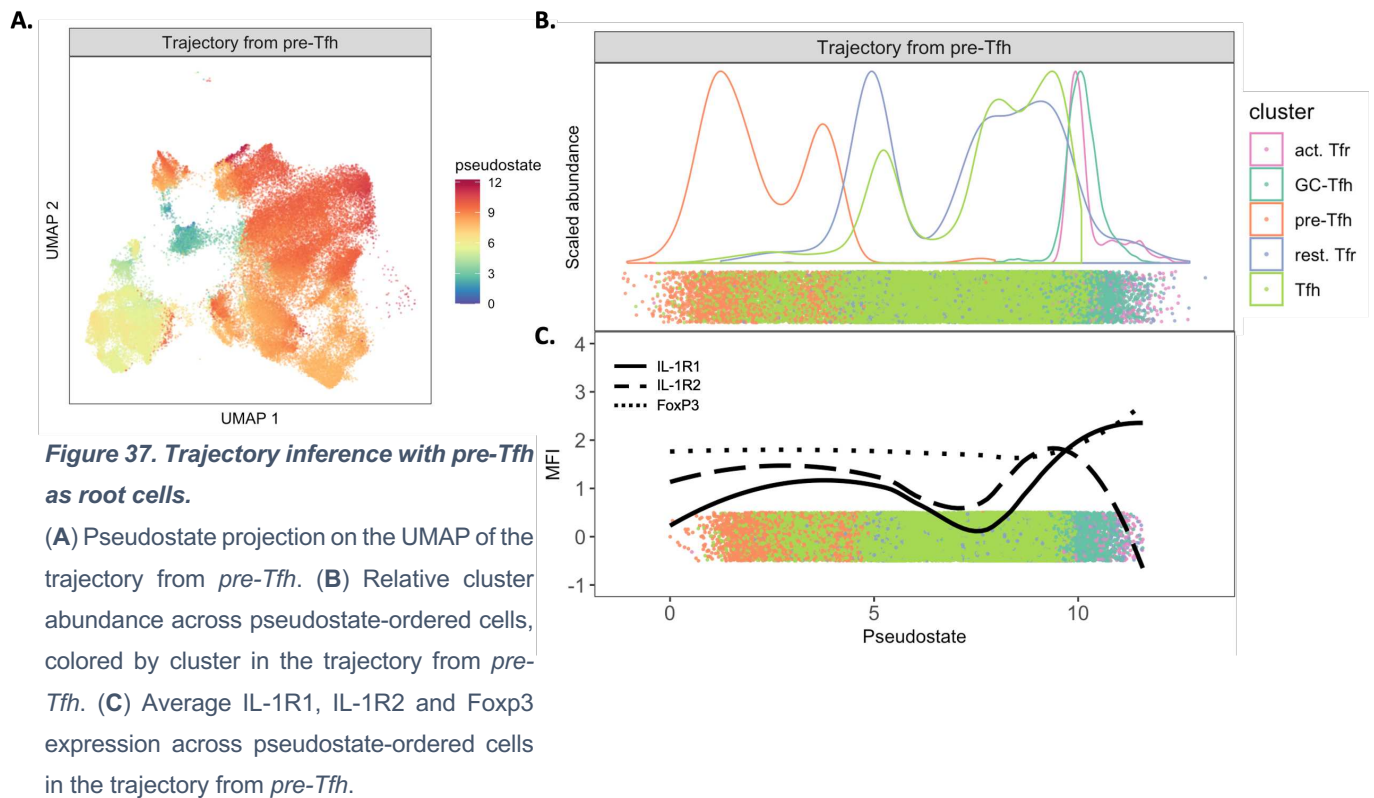 A.
Trajectory from pre-Tfh
UMAP 2
UMAP 1
pseudostate
12
9
6
3
0
B.
Trajectory from pre-Tfh
Scaled abundance
cluster
act. Tfr
GC-Tfh
pre-Tfh
rest. Tfr
Tfh
C.
4
3
2
1
0
-1
MFI
IL-1R1
IL-1R2
FoxP3
0
5
10
Pseudostate
Figure 37. Trajectory inference with pre-Tfh
as root cells.
(A) Pseudostate projection on the UMAP of the
trajectory from pre-Tfh. (B) Relative cluster
abundance across pseudostate-ordered cells,
colored by cluster in the trajectory from pre-
Tfh. (C) Average IL-1R1, IL-1R2 and Foxp3
expression across pseudostate-ordered cells
in the trajectory from pre-Tfh.